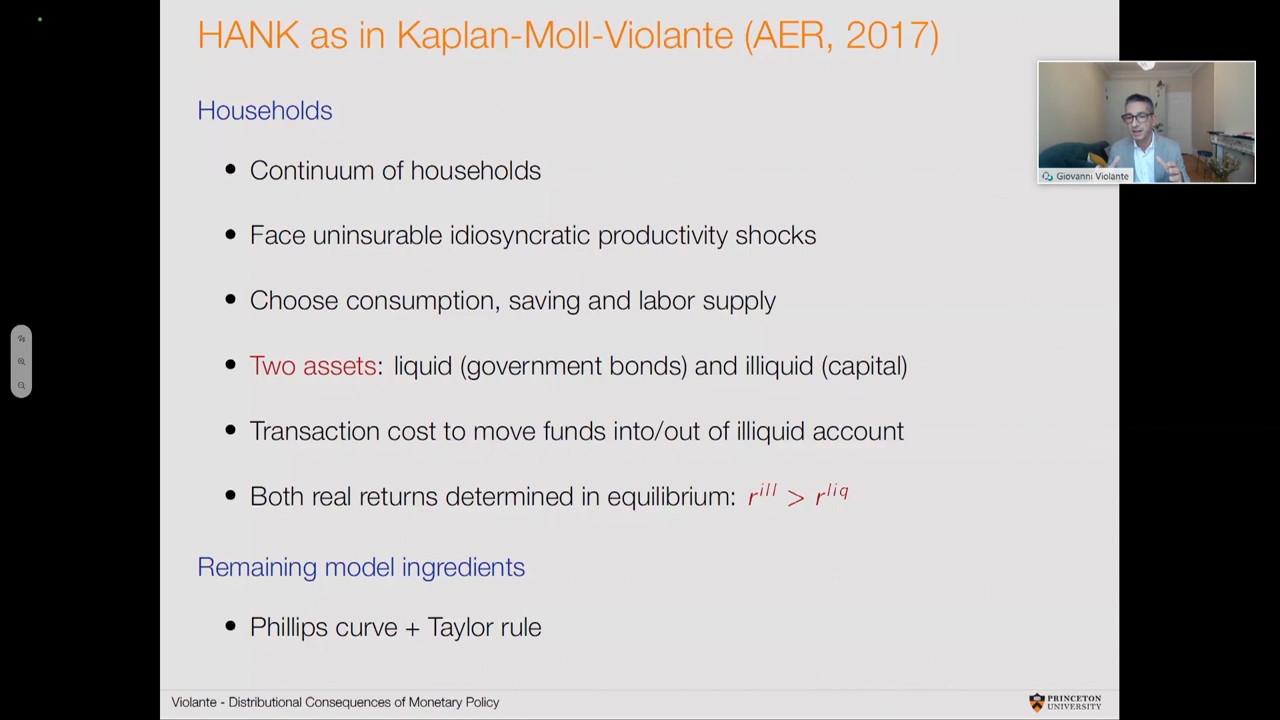 HANK as in Kaplan-Moll-Violante (AER, 2017)
Giovanni Violante
Households
• Continuum of households
• Face uninsurable idiosyncratic productivity shocks
• Choose consumption, saving and labor supply
• Two assets: liquid (government bonds) and illiquid (capital)
• Transaction cost to move funds into/out of illiquid account
• Both real returns determined in equilibrium: r^ill > r^liq
Remaining model ingredients
• Phillips curve + Taylor rule
Violante - Distributional Consequences of Monetary Policy
PRINCETON
UNIVERSITY